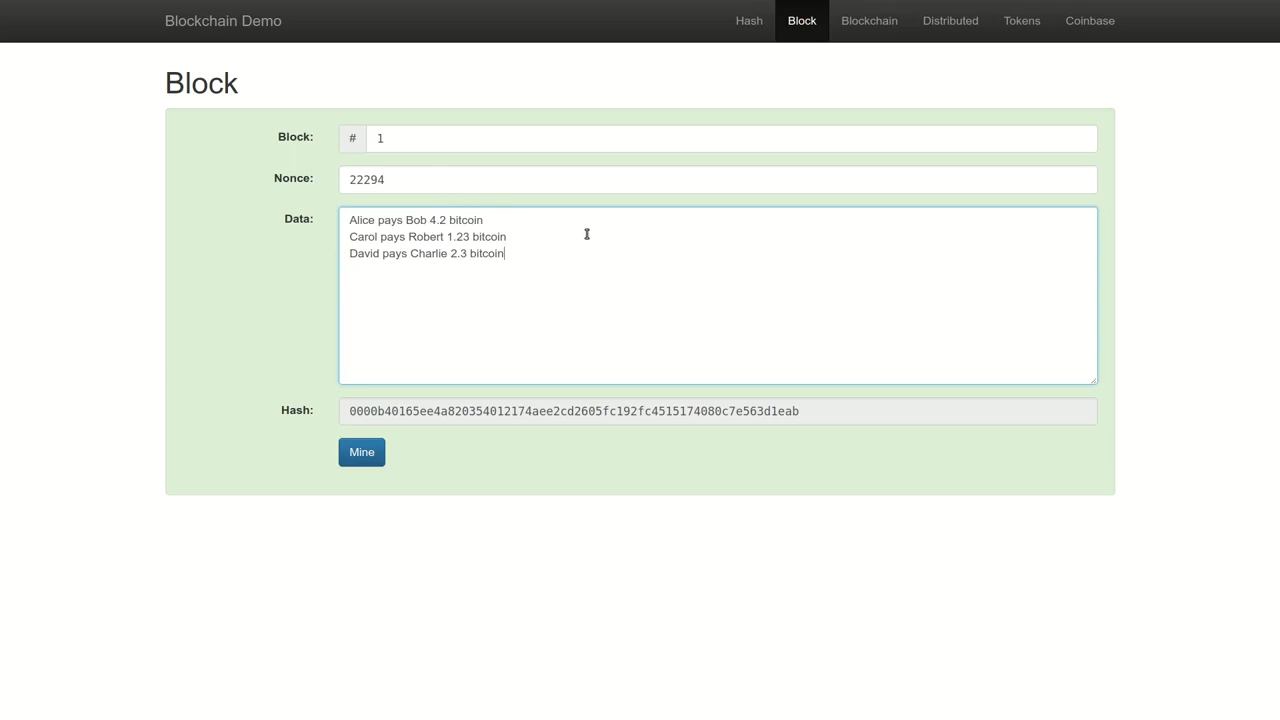 Blockchain Demo
Hash
Block
Blockchain
Distributed
Tokens
Coinbase
Block
Block:
# 1
Nonce:
22294
Data:
Alice pays Bob 4.2 bitcoin
Carol pays Robert 1.23 bitcoin
David pays Charlie 2.3 bitcoin
Hash:
0000b40165ee4a820354012174aee2cd2605fc192fc4515174080c7e563d1eab
Mine